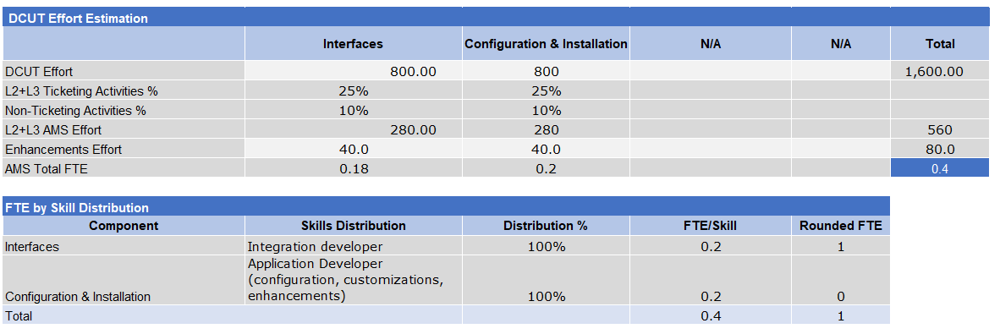 DCUT Effort Estimation
Interfaces Configuration & Installation N/A N/A Total
DCUT Effort 800.00 800 1,600.00
L2+L3 Ticketing Activities % 25% 25%
Non-Ticketing Activities % 10% 10%
L2+L3 AMS Effort 280.00 280 560
Enhancements Effort 40.0 40.0 80.0
AMS Total FTE 0.18 0.2 0.4
FTE by Skill Distribution
Component Skills Distribution Distribution % FTE/Skill Rounded FTE
Interfaces Integration developer 100% 0.2 1
Application Developer
(configuration, customizations,
Configuration & Installation enhancements) 100% 0.2 0
Total 0.4 1